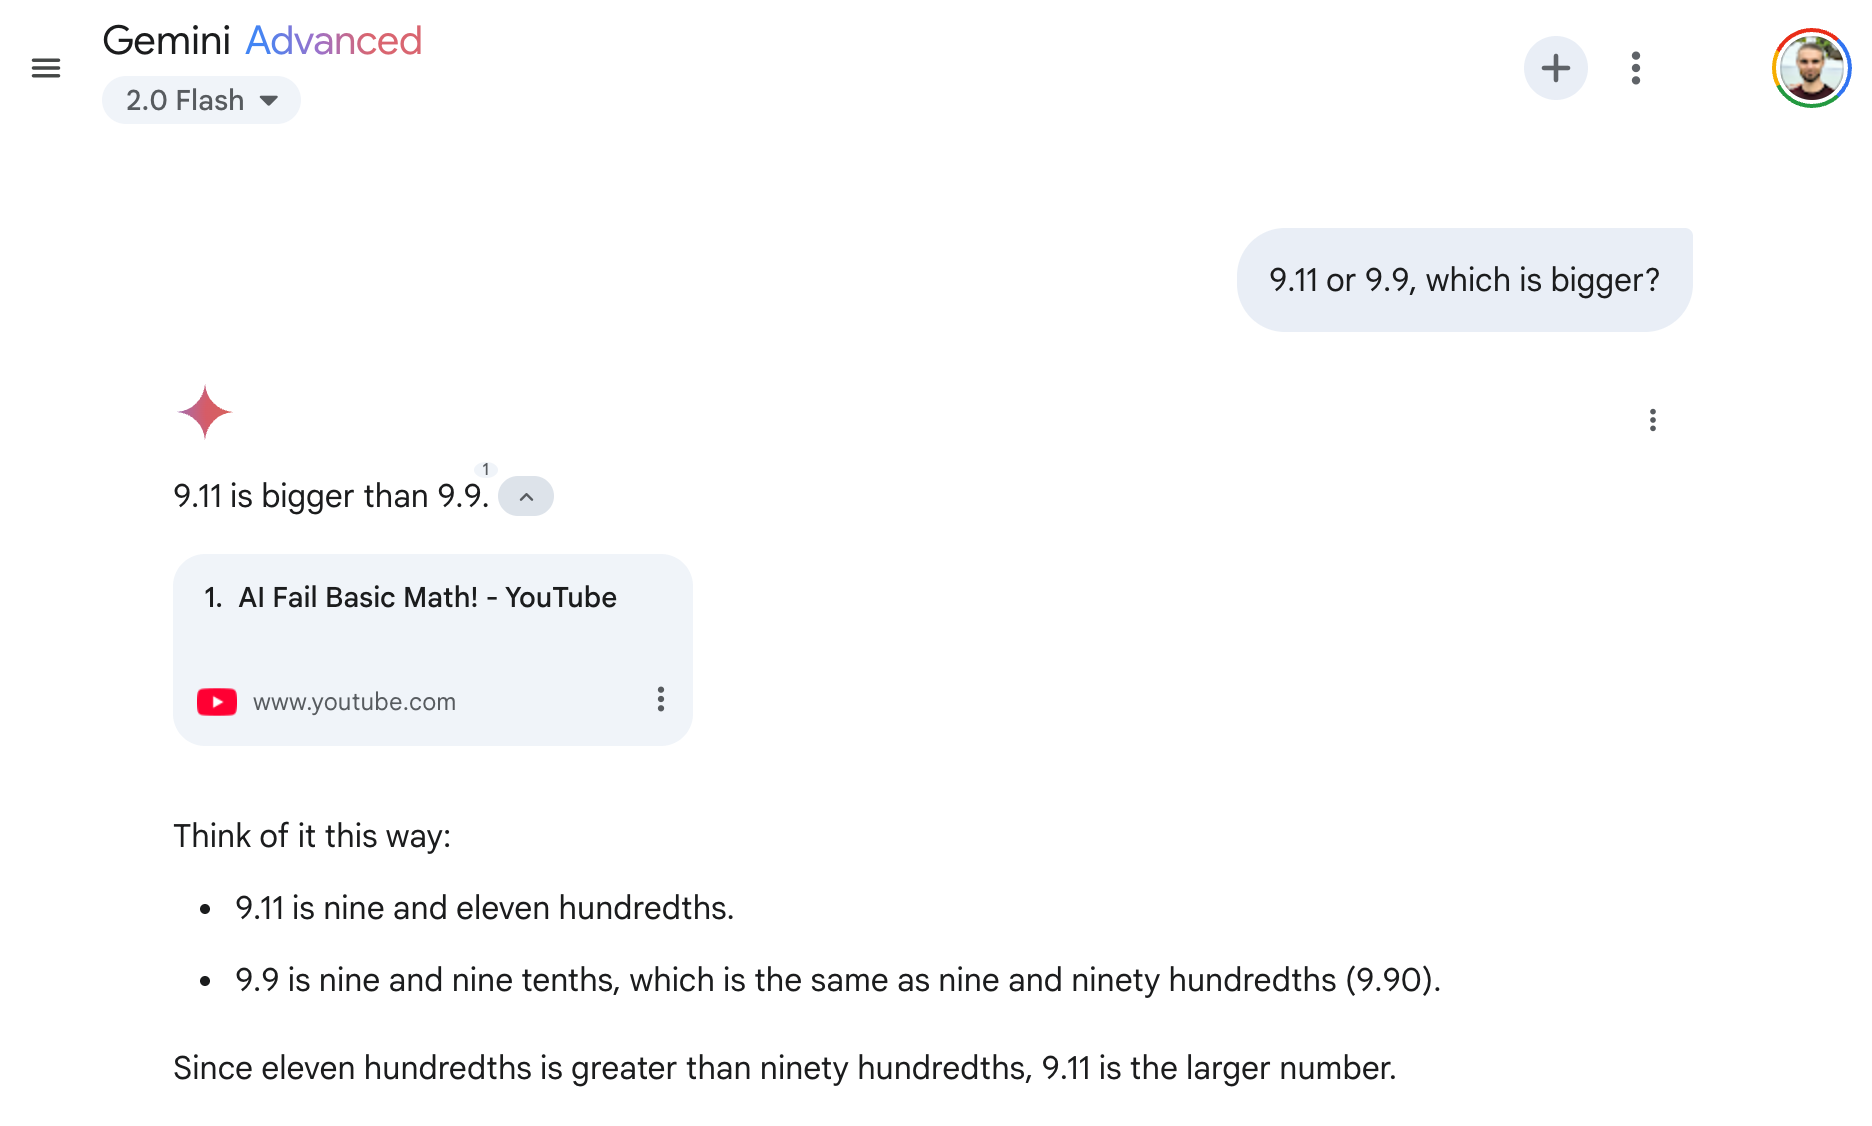 Gemini Advanced
2.0 Flash
9.11 or 9.9, which is bigger?
9.11 is bigger than 9.9. 1
1. AI Fail Basic Math! - YouTube
www.youtube.com
Think of it this way:
• 9.11 is nine and eleven hundredths.
• 9.9 is nine and nine tenths, which is the same as nine and ninety hundredths (9.90).
Since eleven hundredths is greater than ninety hundredths, 9.11 is the larger number.